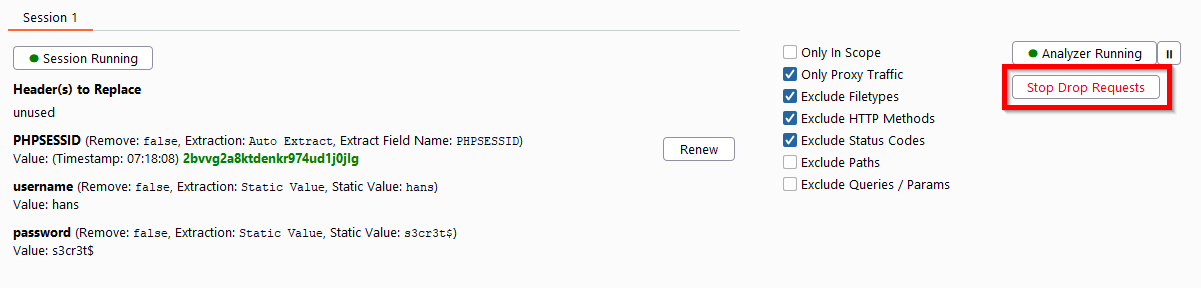 Session 1
Session Running
Header(s) to Replace
unused
PHPSESSID (Remove: false, Extraction: Auto Extract, Extract Field Name: PHPSESSID)
Value: (Timestamp: 07:18:08) 2bvvg2a8ktdenkr974ud1j0jlg
Renew
username (Remove: false, Extraction: Static Value, Static Value: hans)
Value: hans
password (Remove: false, Extraction: Static Value, Static Value: s3cr3t$)
Value: s3cr3t$
Only In Scope
Only Proxy Traffic
Exclude Filetypes
Exclude HTTP Methods
Exclude Status Codes
Exclude Paths
Exclude Queries / Params
Analyzer Running
Stop Drop Requests